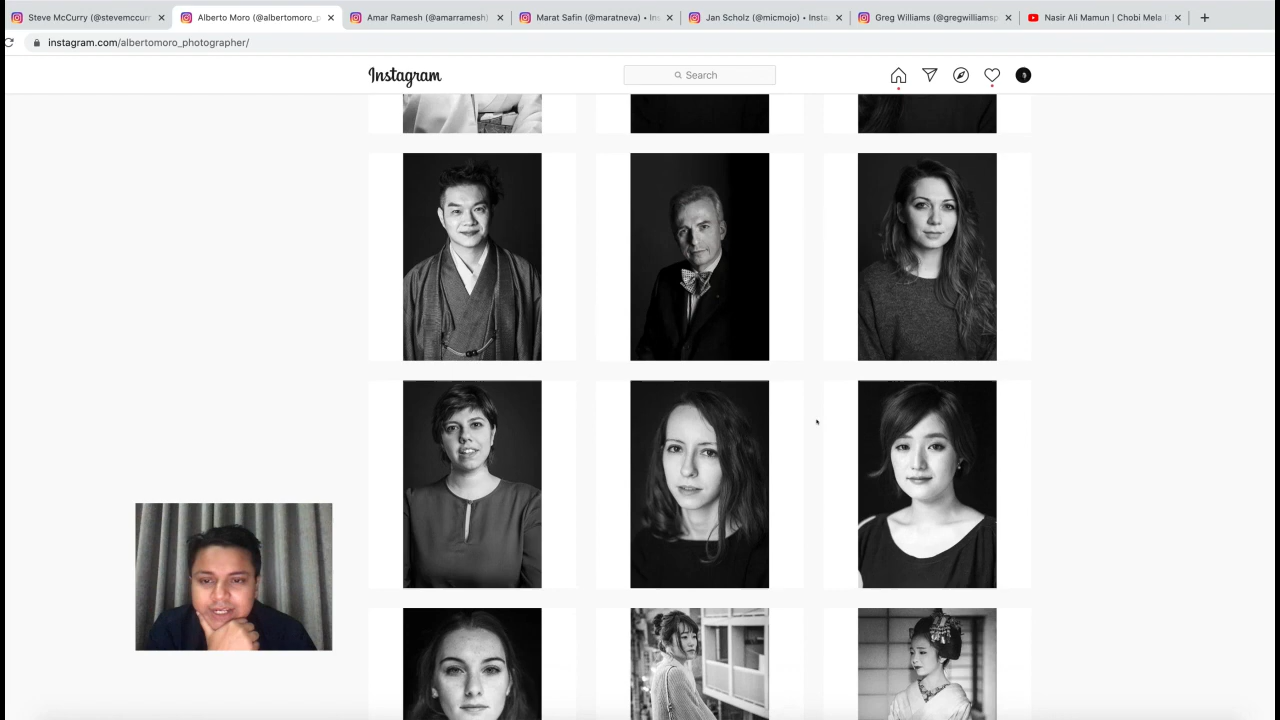 Steve McCurry (@stevemccurr
Alberto Moro (@albertomoro_p
Amar Ramesh (@amarramesh)
Marat Safin (@maratneva) • Ins
Jan Scholz (@micmojo) • Insta
Greg Williams (@gregwilliamsp
Nasir Ali Mamun | Chobi Mela
instagram.com/albertomoro_photographer/
Instagram
Search